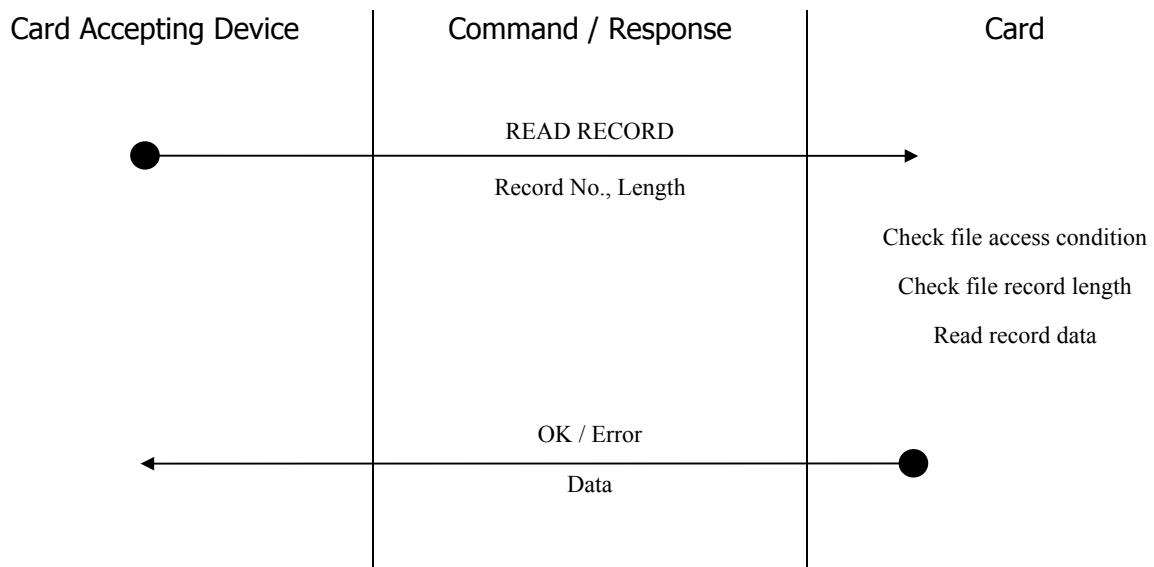 Card Accepting Device
Command / Response
Card
READ RECORD
Record No., Length
Check file access condition
Check file record length
Read record data
OK / Error
Data